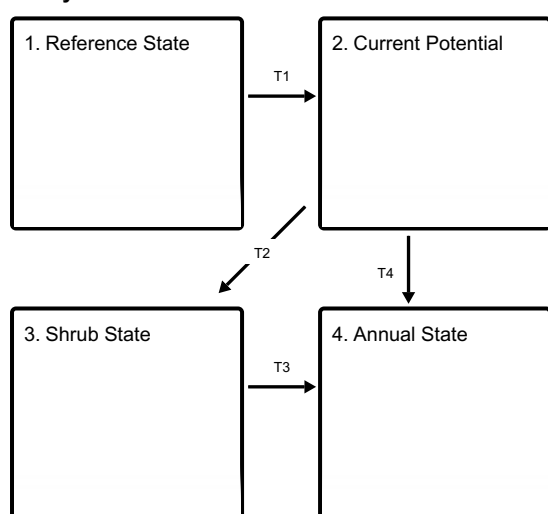 1. Reference State
2. Current Potential
T1
T2
T4
3. Shrub State
4. Annual State
T3